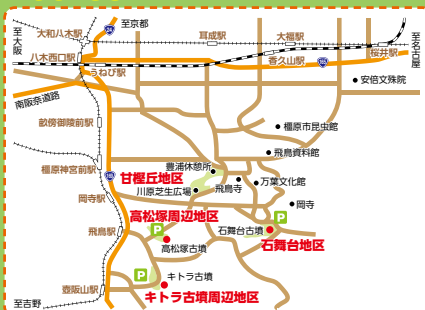 至京都
24
至大阪
大和八木駅
耳成駅
大福駅
八木西口駅
うねび駅
香久山駅
165
桜井駅
至名古屋
南阪奈道路
安倍文殊院
畝傍御陵前駅
橿原市昆虫館
飛鳥資料館
豊浦休憩所
橿原神宮前駅
169
甘樫丘地区
飛鳥寺
万葉文化館
川原芝生広場
岡寺駅
岡寺
高松塚周辺地区
P
石舞台古墳
P
飛鳥駅
石舞台地区
高松塚古墳
P
キトラ古墳
壺阪山駅
キトラ古墳周辺地区
至吉野